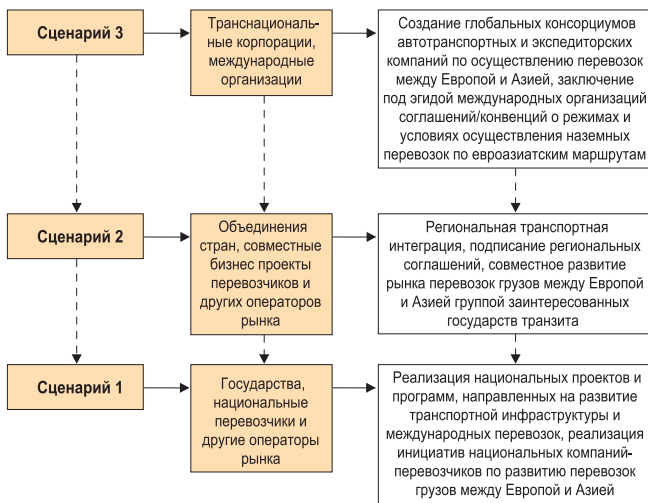 Сценарий 3
Транснациональ-
ные корпорации,
международные
организации
Создание глобальных консорциумов
автотранспортных и экспедиторских
компаний по осуществлению перевозок
между Европой и Азией, заключение
под эгидой международных организаций
соглашений/конвенций о режимах и
условиях осуществления наземных
перевозок по евроазиатским маршрутам
Сценарий 2
Объединения
стран, совместные
бизнес проекты
перевозчиков и
других операторов
рынка
Региональная транспортная
интеграция, подписание региональных
соглашений, совместное развитие
рынка перевозок грузов между Европой
и Азией группой заинтересованных
государств транзита
Сценарий 1
Государства,
национальные
перевозчики и
другие операторы
рынка
Реализация национальных проектов и
программ, направленных на развитие
транспортной инфраструктуры и
международных перевозок, реализация
инициатив национальных компаний-
перевозчиков по развитию перевозок
грузов между Европой и Азией